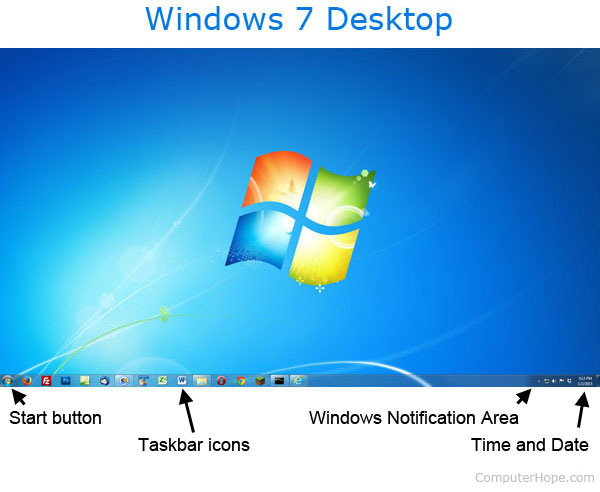 Windows 7 Desktop
Start button
Taskbar icons
Windows Notification Area
Time and Date
ComputerHope.com